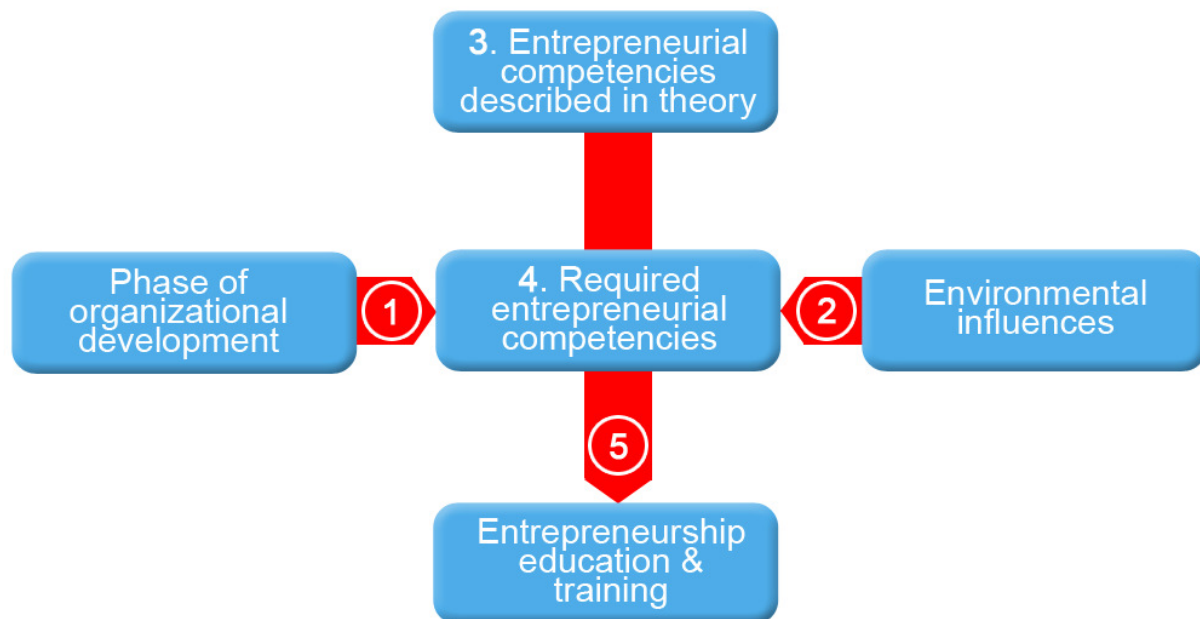 3. Entrepreneurial
competencies
described in theory
Phase of
organizational
development
1
4. Required
entrepreneurial
competencies
2
Environmental
influences
5
Entrepreneurship
education &
training